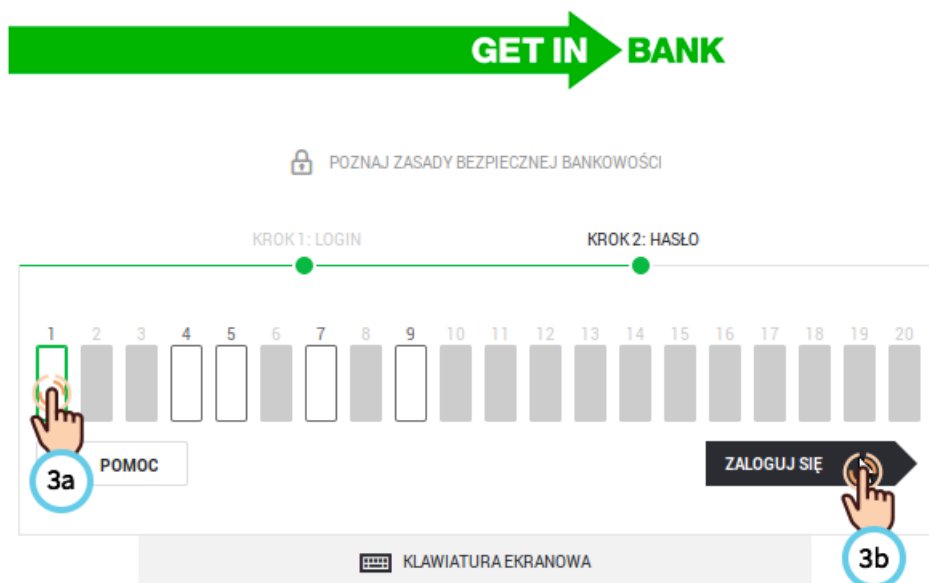 GET IN BANK
POZNAJ ZASADY BEZPIECZNEJ BANKOWOŚCI
KROK 1: LOGIN KROK 2: HASŁO
1 2 3 4 5 6 7 8 9 10 11 12 13 14 15 16 17 18 19 20
POMOC ZALOGUJ SIĘ
3a
KLAWIATURA EKRANOWA
3b